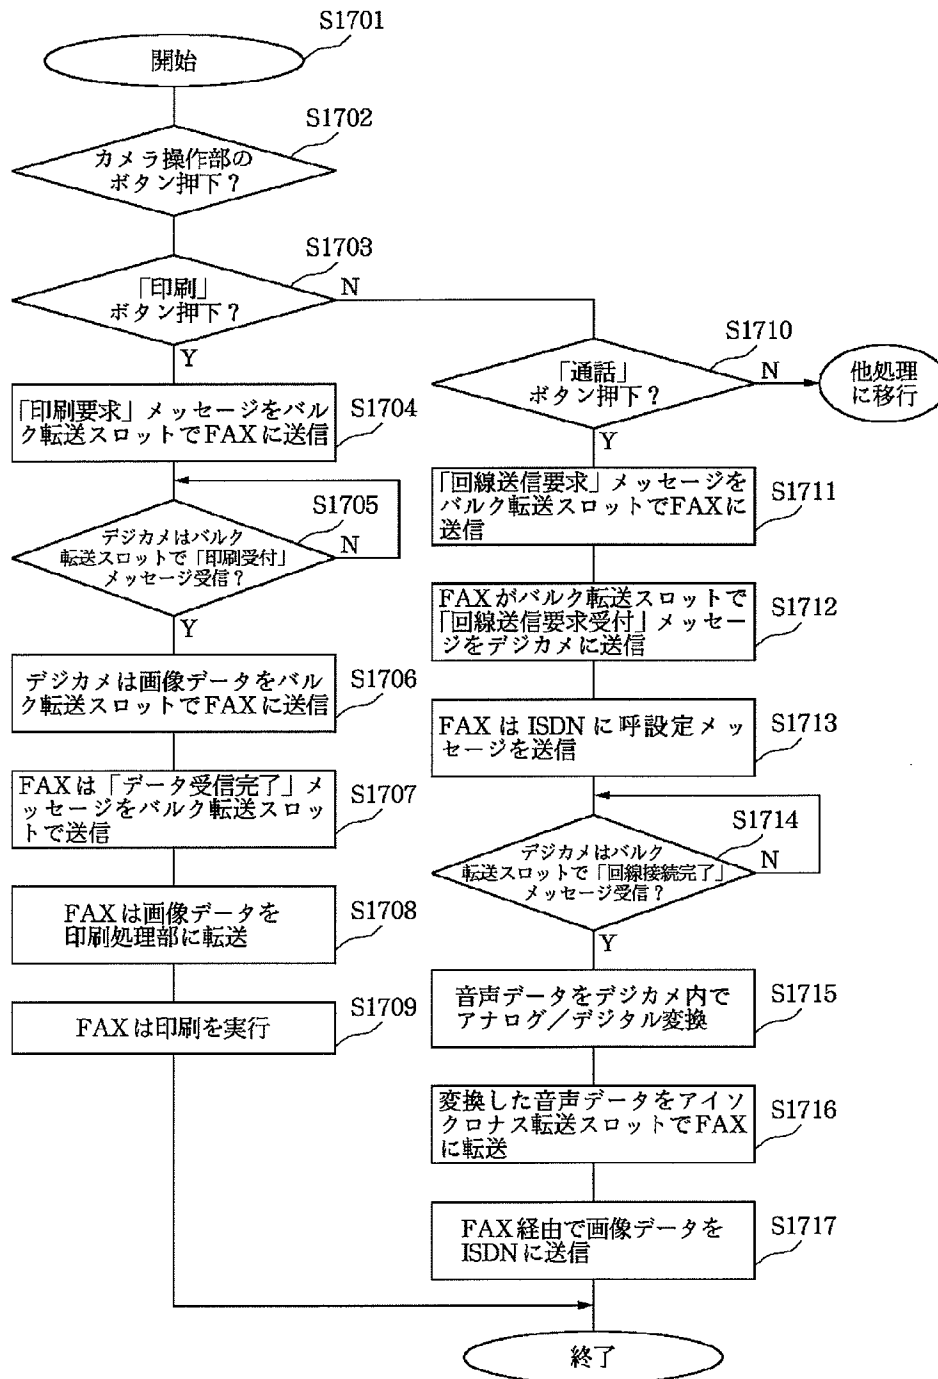 S1701
開始
S1702
カメラ操作部の
ボタン押下?
S1703
「印刷」
ボタン押下?
N
Y
S1704
「印刷要求」メッセージをバル
ク転送スロットでFAXに送信
S1705
デジカメはバルク
転送スロットで「印刷受付」
メッセージ受信?
N
Y
S1706
デジカメは画像データをバル
ク転送スロットでFAXに送信
S1707
FAXは「データ受信完了」メ
ッセージをバルク転送スロッ
トで送信
S1708
FAXは画像データを
印刷処理部に転送
S1709
FAXは印刷を実行
S1710
「通話」
ボタン押下?
N
他処理
に移行
Y
S1711
「回線送信要求」メッセージを
バルク転送スロットでFAXに
送信
S1712
FAXがバルク転送スロットで
「回線送信要求受付」メッセー
ジをデジカメに送信
S1713
FAXはISDNに呼設定メッ
セージを送信
S1714
デジカメはバルク
転送スロットで「回線接続完了」
メッセージ受信?
N
Y
S1715
音声データをデジカメ内で
アナログ/デジタル変換
S1716
変換した音声データをアイソ
クロナス転送スロットでFAX
に転送
S1717
FAX経由で画像データを
ISDNに送信
終了